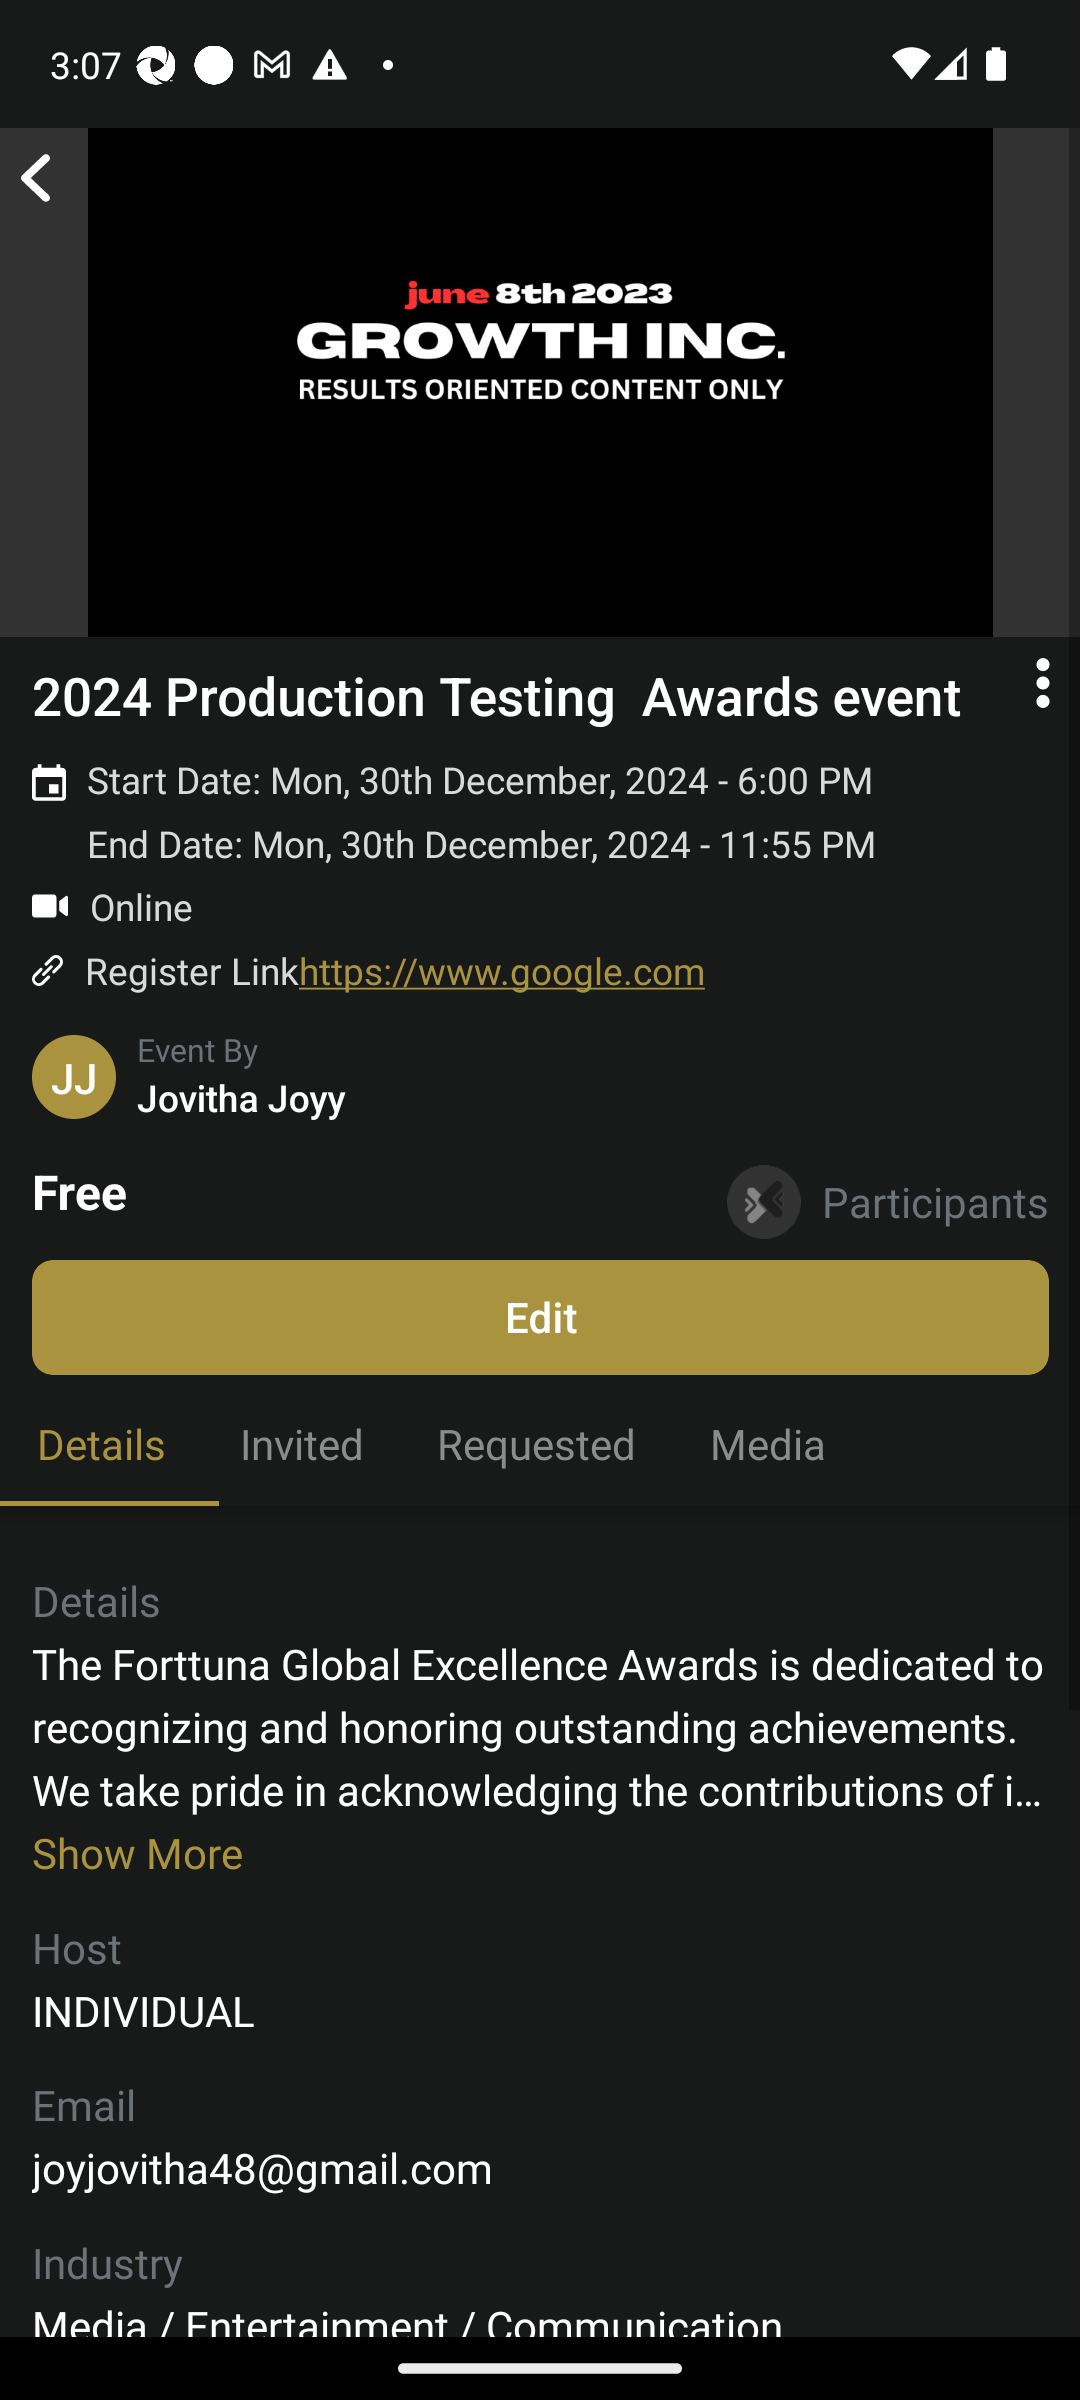 3:07
june 8th 2023
GROWTH INC.
RESULTS ORIENTED CONTENT ONLY
2024 Production Testing  Awards event
Start Date: Mon, 30th December, 2024 - 6:00 PM
End Date: Mon, 30th December, 2024 - 11:55 PM
Online
Register Linkhttps://www.google.com
JJ
Event By
Jovitha Joyy
Free
Participants
Edit
Details
Invited
Requested
Media
Details
The Forttuna Global Excellence Awards is dedicated to
recognizing and honoring outstanding achievements.
We take pride in acknowledging the contributions of i...
Show More
Host
INDIVIDUAL
Email
joyjovitha48@gmail.com
Industry
Media / Entertainment / Communication